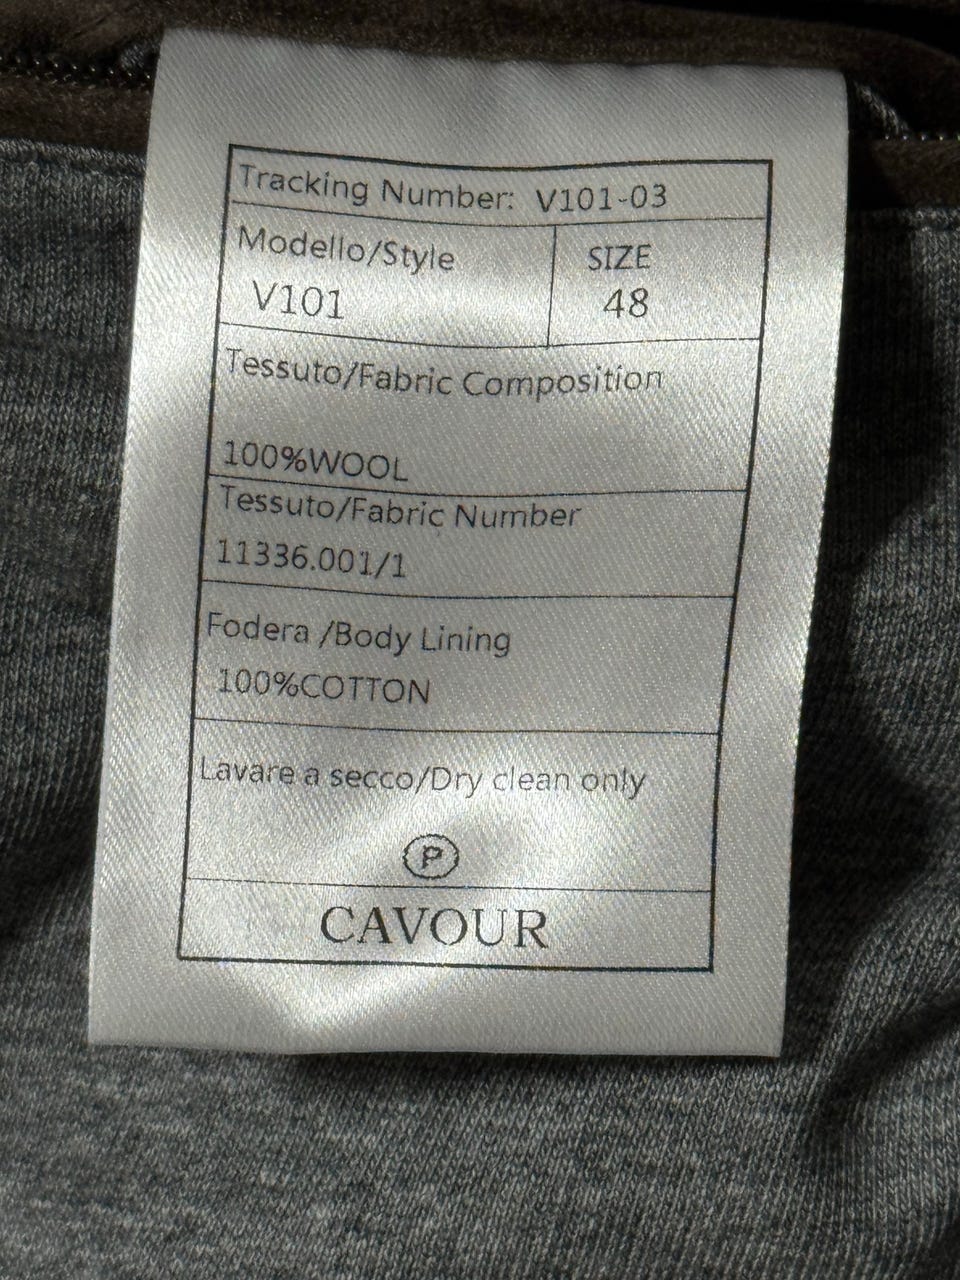 Tracking Number: V101-03
Modello/Style
V101
SIZE
48
Tessuto/Fabric Composition
100%WOOL
Tessuto/Fabric Number
11336.001/1
Fodera /Body Lining
100%COTTON
Lavare a secco/Dry clean only
P
CAVOUR